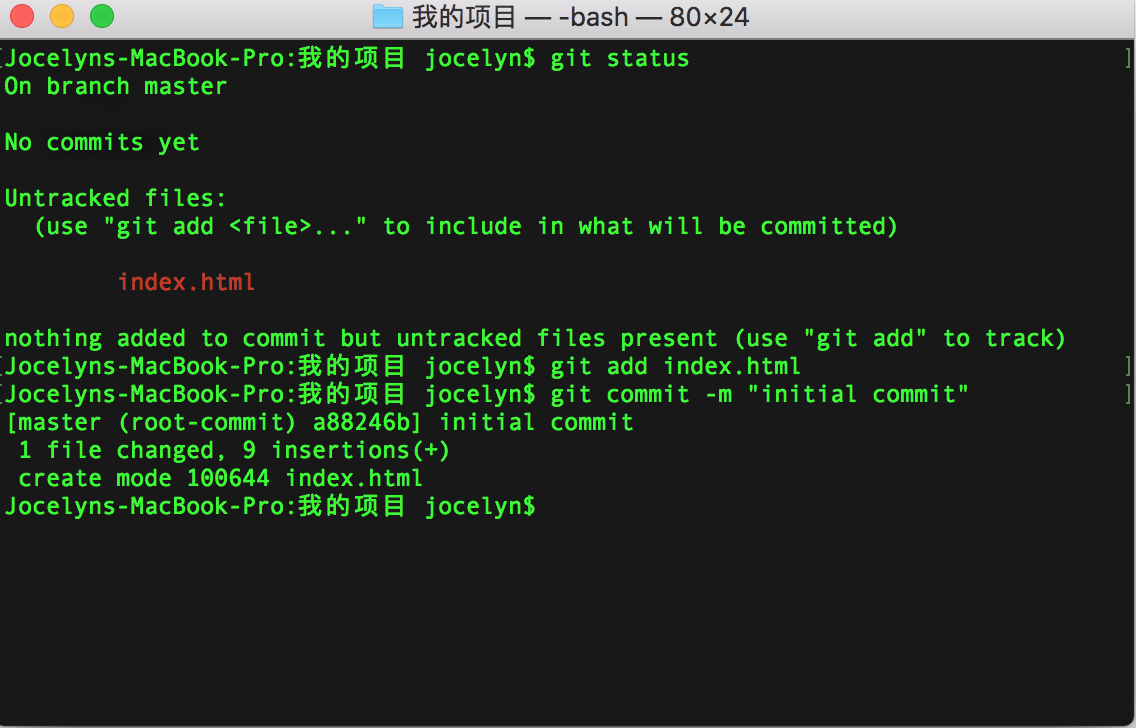 我的项目 — -bash — 80×24
[Jocelyns-MacBook-Pro:我的项目 jocelyn$ git status ]
On branch master
No commits yet
Untracked files:
(use "git add <file>..." to include in what will be committed)
index.html
nothing added to commit but untracked files present (use "git add" to track)
[Jocelyns-MacBook-Pro:我的项目 jocelyn$ git add index.html ]
[Jocelyns-MacBook-Pro:我的项目 jocelyn$ git commit -m "initial commit" ]
[master (root-commit) a88246b] initial commit
1 file changed, 9 insertions(+)
create mode 100644 index.html
Jocelyns-MacBook-Pro:我的项目 jocelyn$